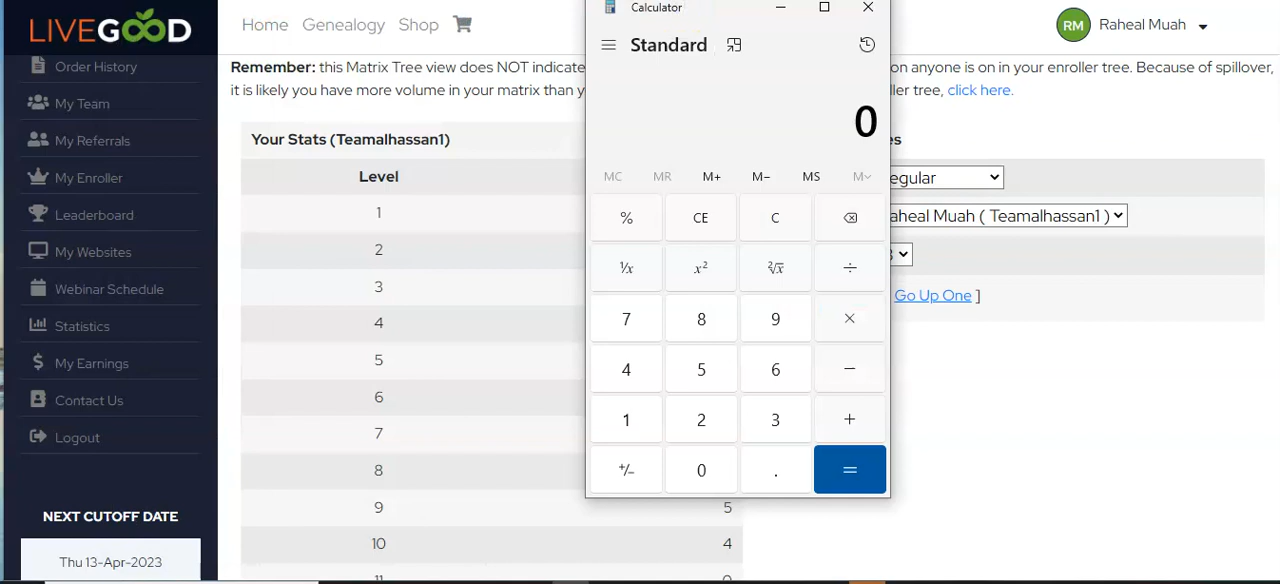 LIVEGOOD
Home Genealogy Shop
Raheal Muah
RM
Order History
My Team
My Referrals
My Enroller
Leaderboard
My Websites
Webinar Schedule
Statistics
My Earnings
Contact Us
Logout
NEXT CUTOFF DATE
Thu 13-Apr-2023
Remember: this Matrix Tree view does NOT indicate
on anyone is on in your enroller tree. Because of spillover,
it is likely you have more volume in your matrix than y
ller tree, click here.
Your Stats (Teamalhassan1)
Level
1
2
3
4
5
6
7
8
9 5
10 4
Calculator
Standard
0
MC MR M+ M− MS M
% CE C
¹/x x² ²√x ÷
7 8 9 ×
4 5 6 −
1 2 3 +
+/− 0 . =
es
egular
aheal Muah ( Teamalhassan1 )
Go Up One ]